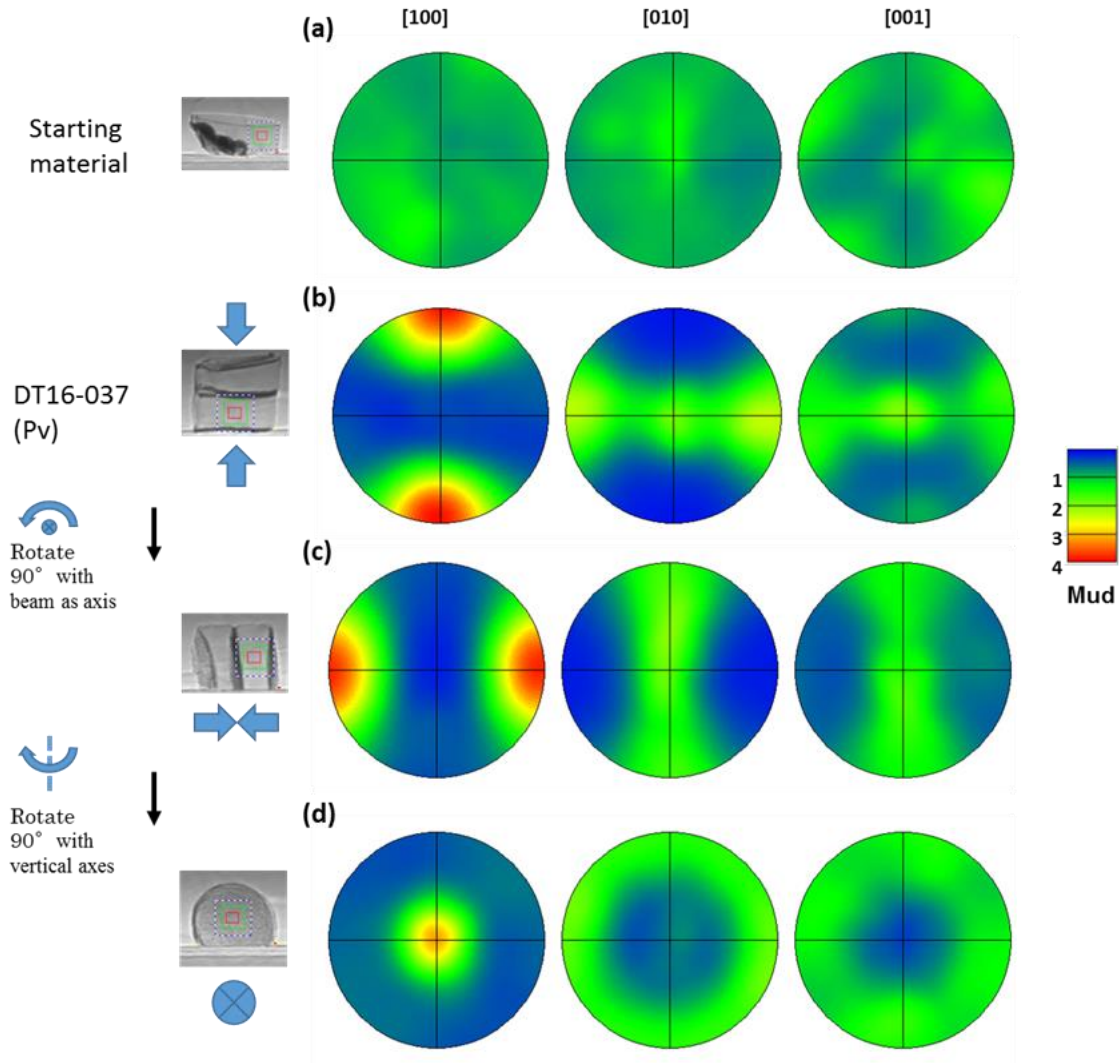 [100] [010] [001]
(a)
Starting
material
(b)
DT16-037
(Pv)
1
2
3
4
Mud
Rotate
90° with
beam as axis
(c)
Rotate
90° with
vertical axes
(d)